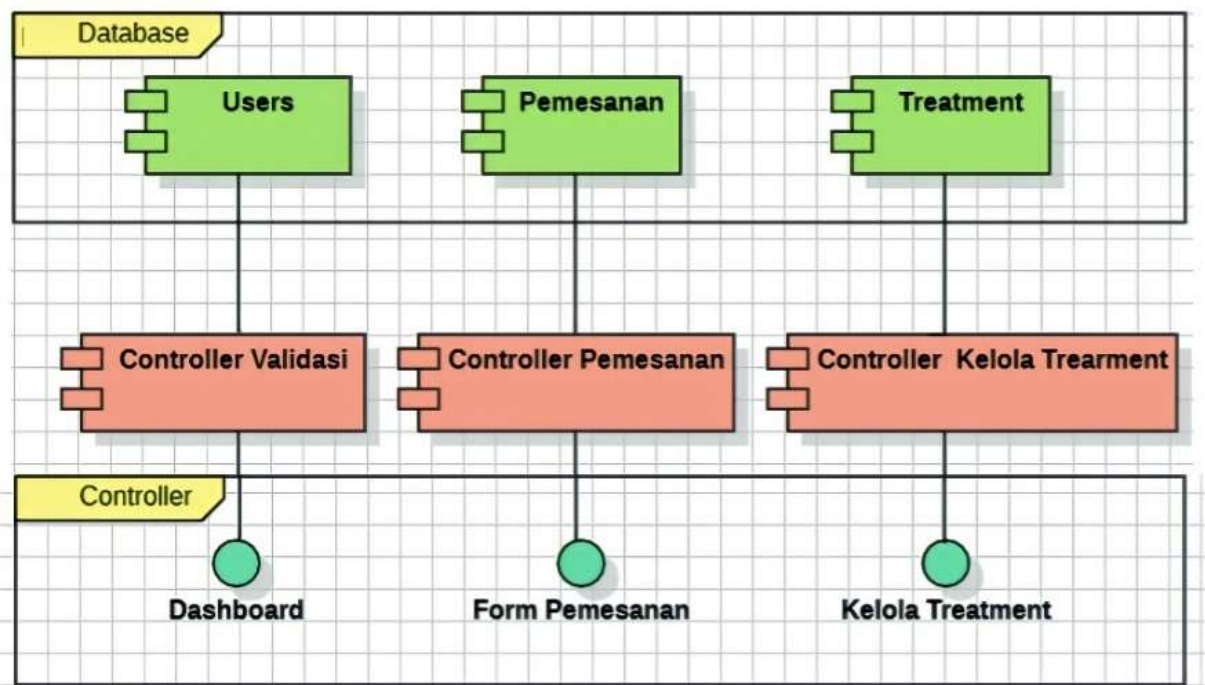 Database
Users
Pemesanan
Treatment
Controller Validasi
Controller Pemesanan
Controller Kelola Trearment
Controller
Dashboard
Form Pemesanan
Kelola Treatment